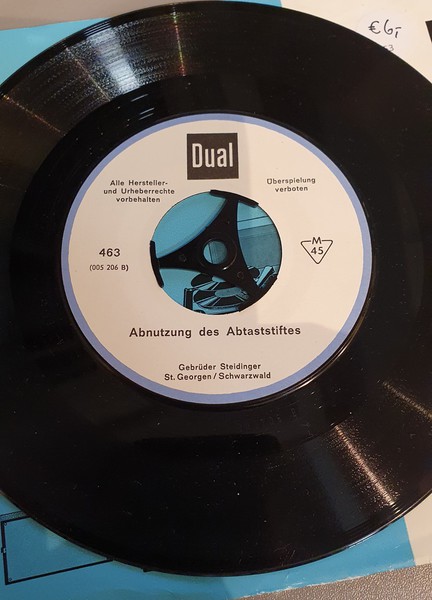 €6,-
Dual
Alle Hersteller-
und Urheberrechte
vorbehalten
Überspielung
verboten
463
(005 206 B)
M
45
Abnutzung des Abtaststiftes
Gebrüder Steidinger
St. Georgen/Schwarzwald